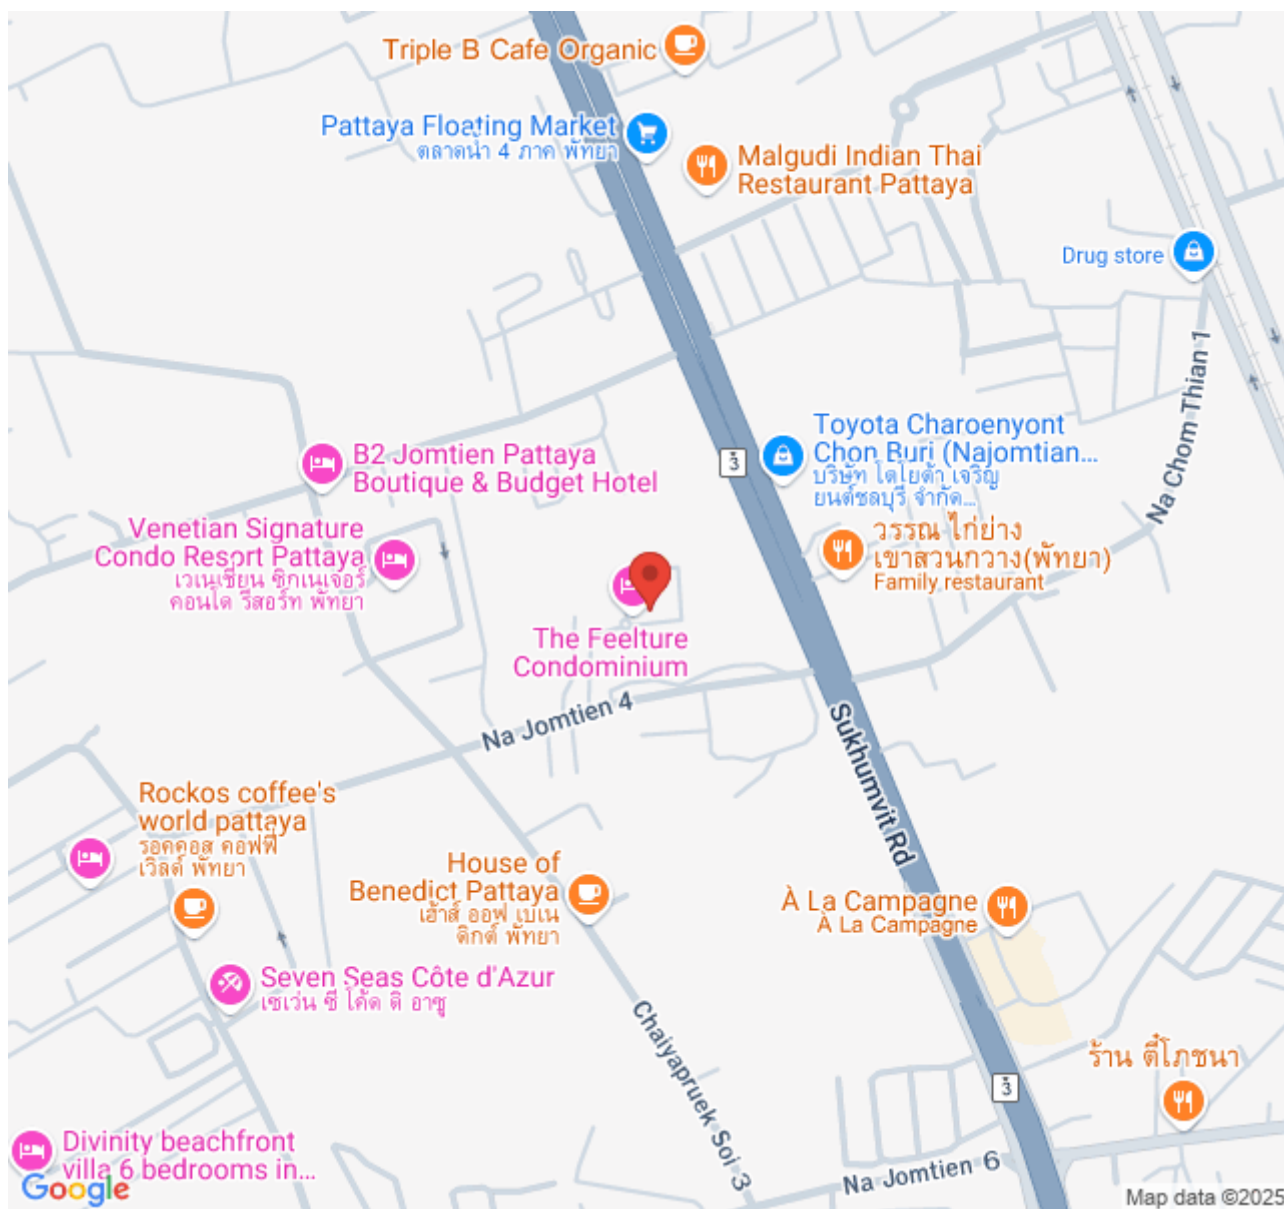 Triple B Cafe Organic
Pattaya Floating Market
ตลาดน้ำ 4 ภาค พัทยา
Malgudi Indian Thai
Restaurant Pattaya
Drug store
Na Chom Thian 1
Toyota Charoenyont
Chon Buri (Najomtian...
บริษัท โตโยต้า เจริญ
ยนต์ชลบุรี จำกัด...
3
B2 Jomtien Pattaya
Boutique & Budget Hotel
Venetian Signature
Condo Resort Pattaya
เวเนเชี่ยน ซิกเนเจอร์
คอนโด รีสอร์ท พัทยา
วรรณ ไก่ย่าง
เขาสวนกวาง(พัทยา)
Family restaurant
The Feelture
Condominium
Na Jomtien 4
Sukhumvit Rd
Rockos coffee's
world pattaya
รอคคอส คอฟฟี่
เวิลด์ พัทยา
House of
Benedict Pattaya
เฮ้าส์ ออฟ เบเน
ดิกต์ พัทยา
À La Campagne
À La Campagne
Seven Seas Côte d'Azur
เซเว่น ซี โค้ต ดิ อาซู
Chaiyapruek Soi 3
ร้าน ตี๋โภชนา
3
Divinity beachfront
villa 6 bedrooms in...
Na Jomtien 6
Google
Map data ©2025